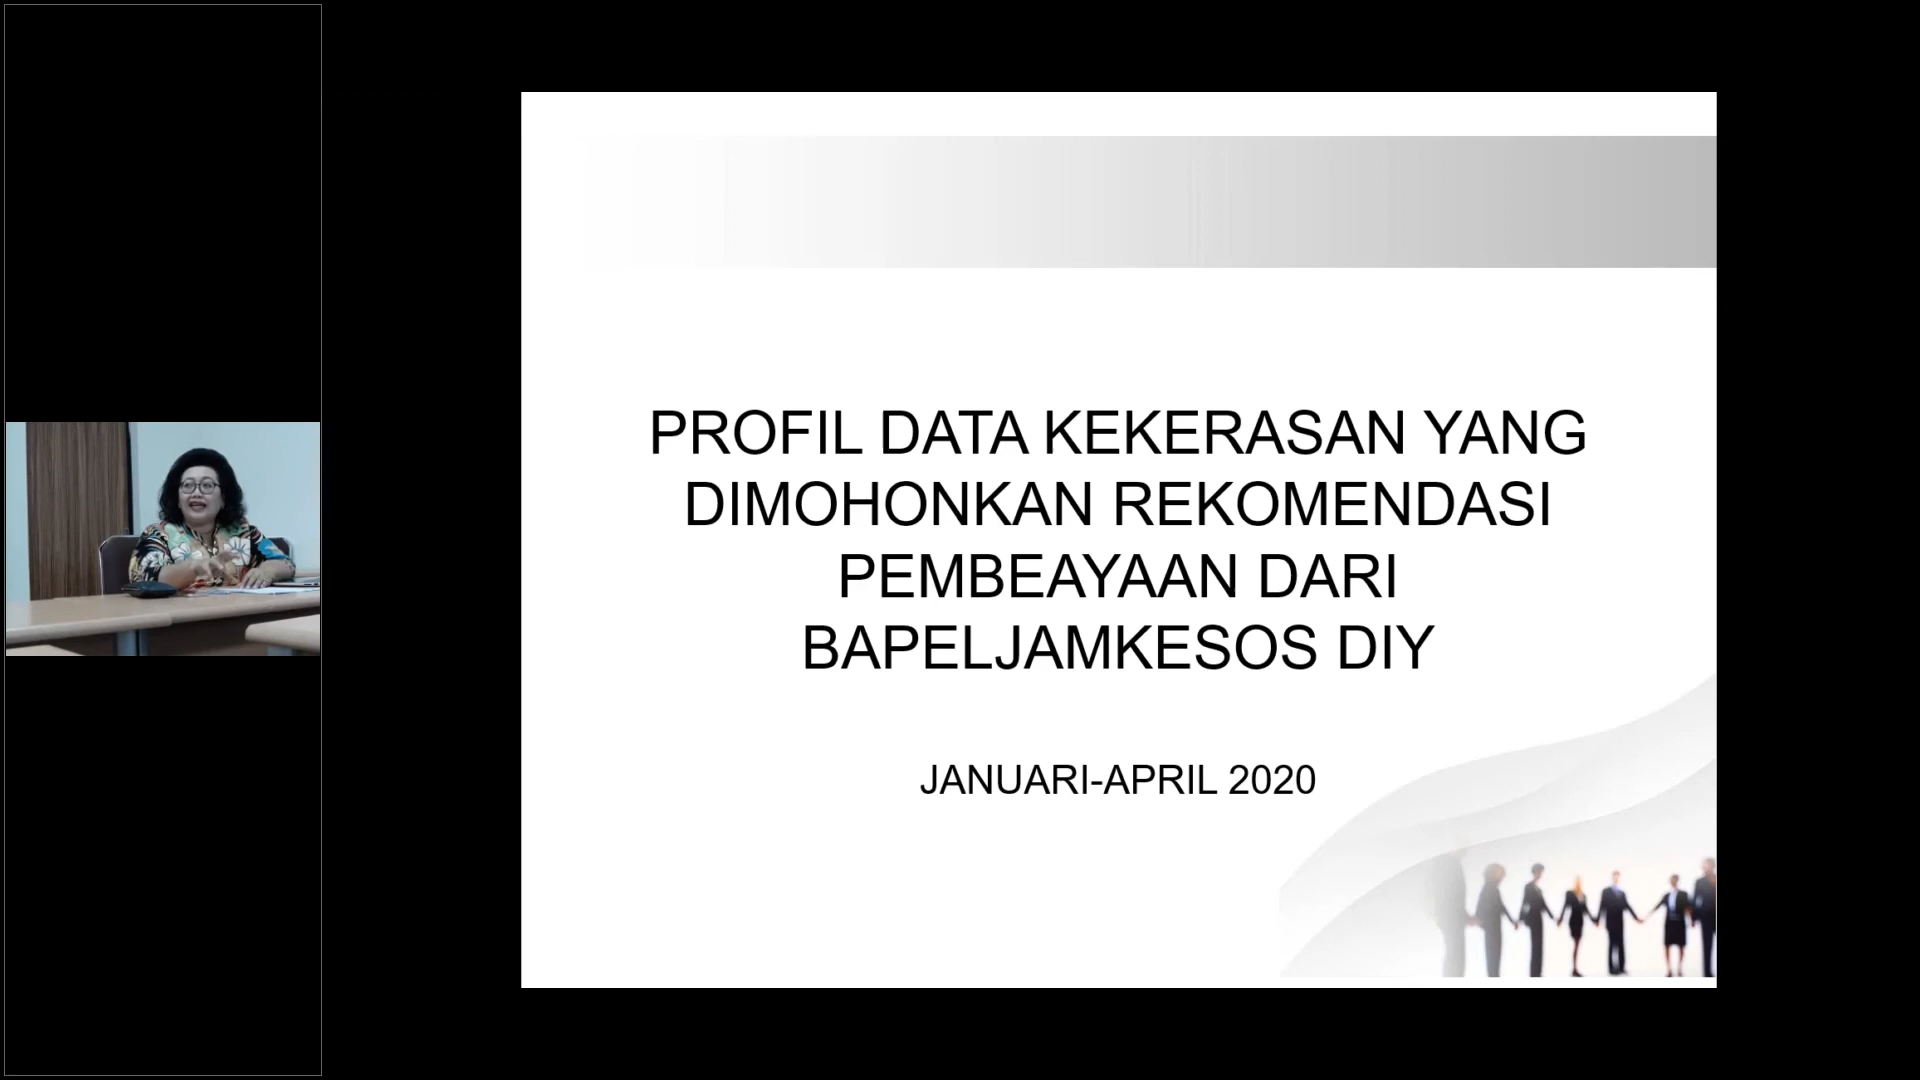 PROFIL DATA KEKERASAN YANG
DIMOHONKAN REKOMENDASI
PEMBEAYAAN DARI
BAPELJAMKESOS DIY
JANUARI-APRIL 2020